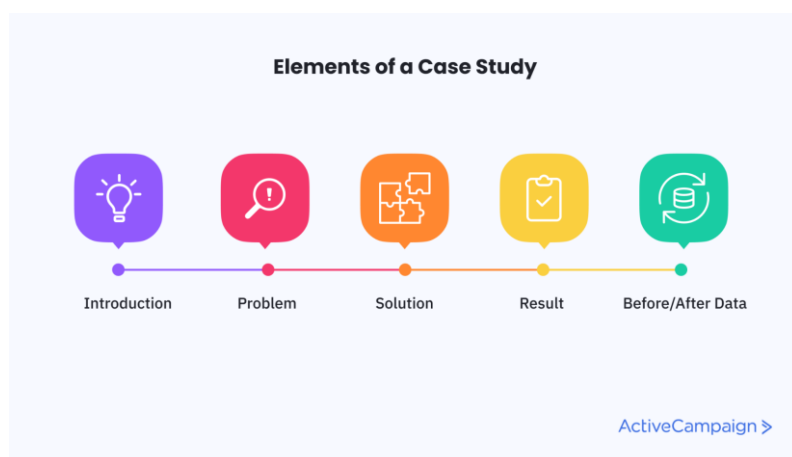 Elements of a Case Study
Introduction
Problem
Solution
Result
Before/After Data
ActiveCampaign